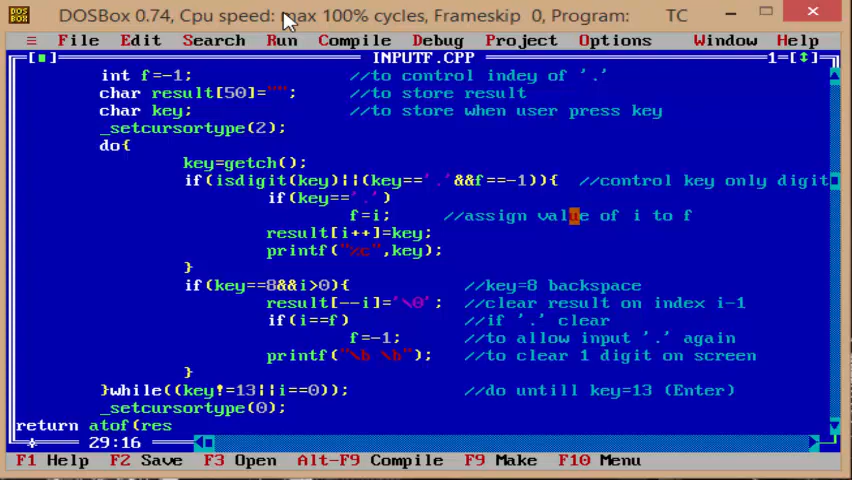 DOSBox 0.74, Cpu speed: max 100% cycles, Frameskip 0, Program: TC
≡ File Edit Search Run Compile Debug Project Options Window Help
[■] INPUTF.CPP 1=[↕]
int f=-1; //to control indey of '.'
char result[50]=""; //to store result
char key; //to store when user press key
_setcursortype(2);
do{
key=getch();
if(isdigit(key)||(key=='.'&&f==-1)){ //control key only digit
if(key=='.')
f=i; //assign value of i to f
result[i++]=key;
printf("%c",key);
}
if(key==8&&i>0){ //key=8 backspace
result[--i]='\0'; //clear result on index i-1
if(i==f) //if '.' clear
f=-1; //to allow input '.' again
printf("\b \b"); //to clear 1 digit on screen
}
}while((key!=13||i==0)); //do untill key=13 (Enter)
_setcursortype(0);
return atof(res
29:16
F1 Help F2 Save F3 Open Alt-F9 Compile F9 Make F10 Menu